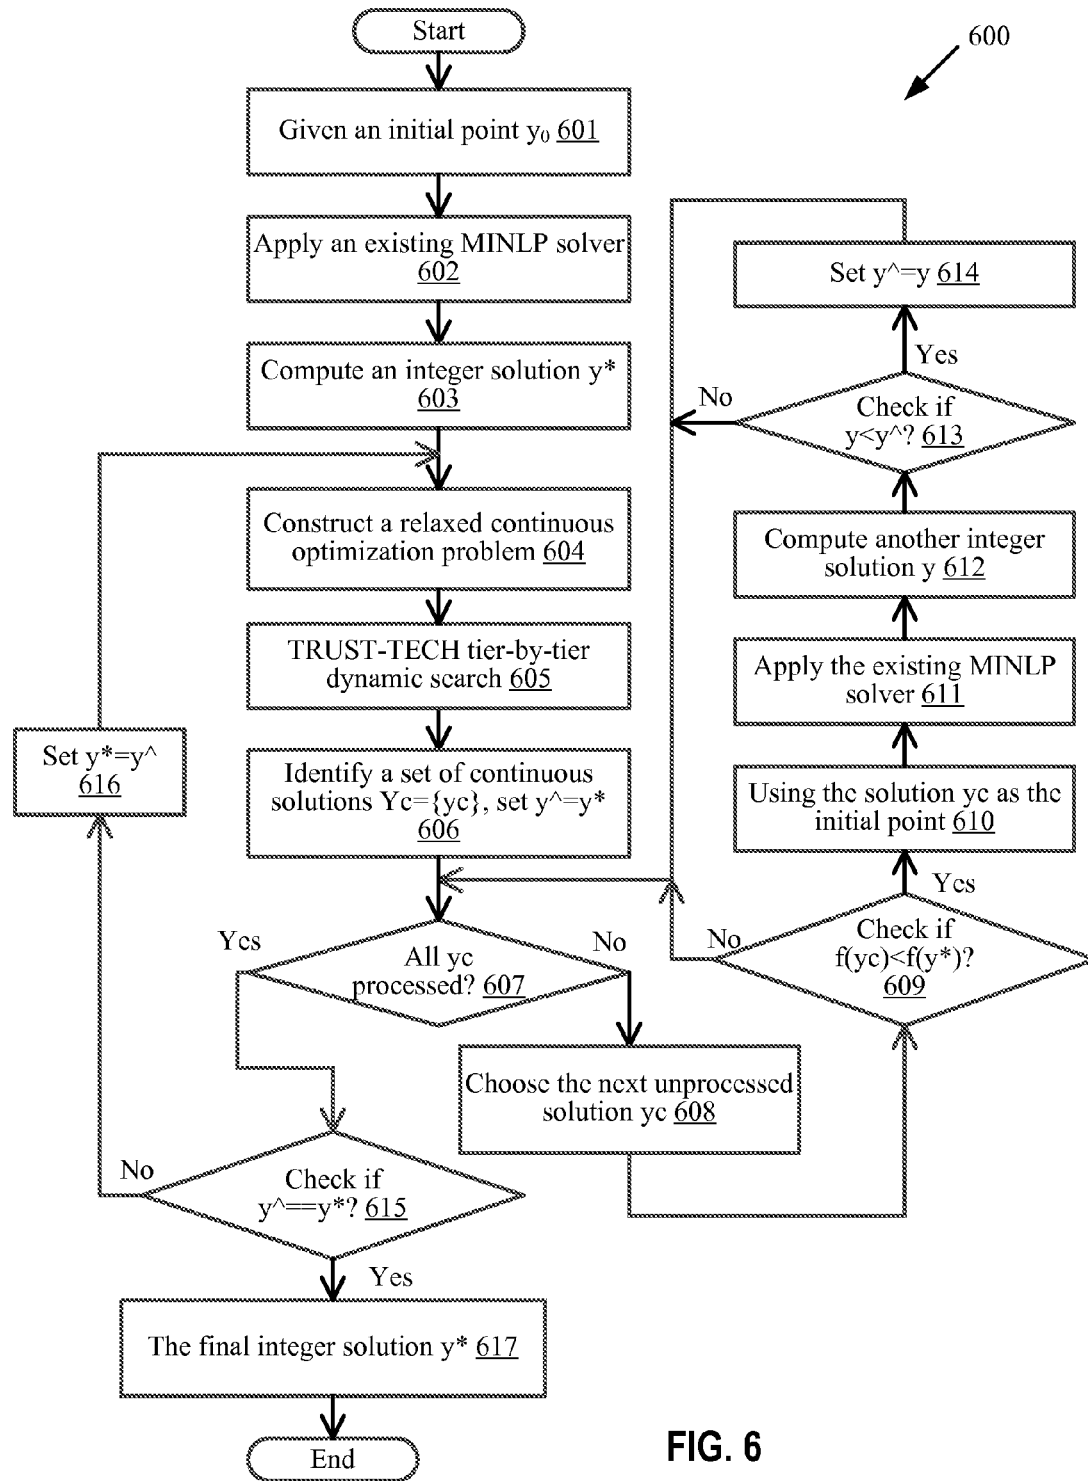 Start
600
Given an initial point y₀ 601
Apply an existing MINLP solver
602
Compute an integer solution y*
603
Construct a relaxed continuous
optimization problem 604
TRUST-TECH tier-by-tier
dynamic search 605
Identify a set of continuous
solutions Yc={yc}, set y^=y*
606
Yes
No
All yc
processed? 607
Choose the next unprocessed
solution yc 608
No
Yes
Check if
f(yc)<f(y*)?
609
Using the solution yc as the
initial point 610
Apply the existing MINLP
solver 611
Compute another integer
solution y 612
No
Yes
Check if
y<y^? 613
Set y^=y 614
No
Check if
y^==y*? 615
Yes
Set y*=y^
616
The final integer solution y* 617
End
FIG. 6